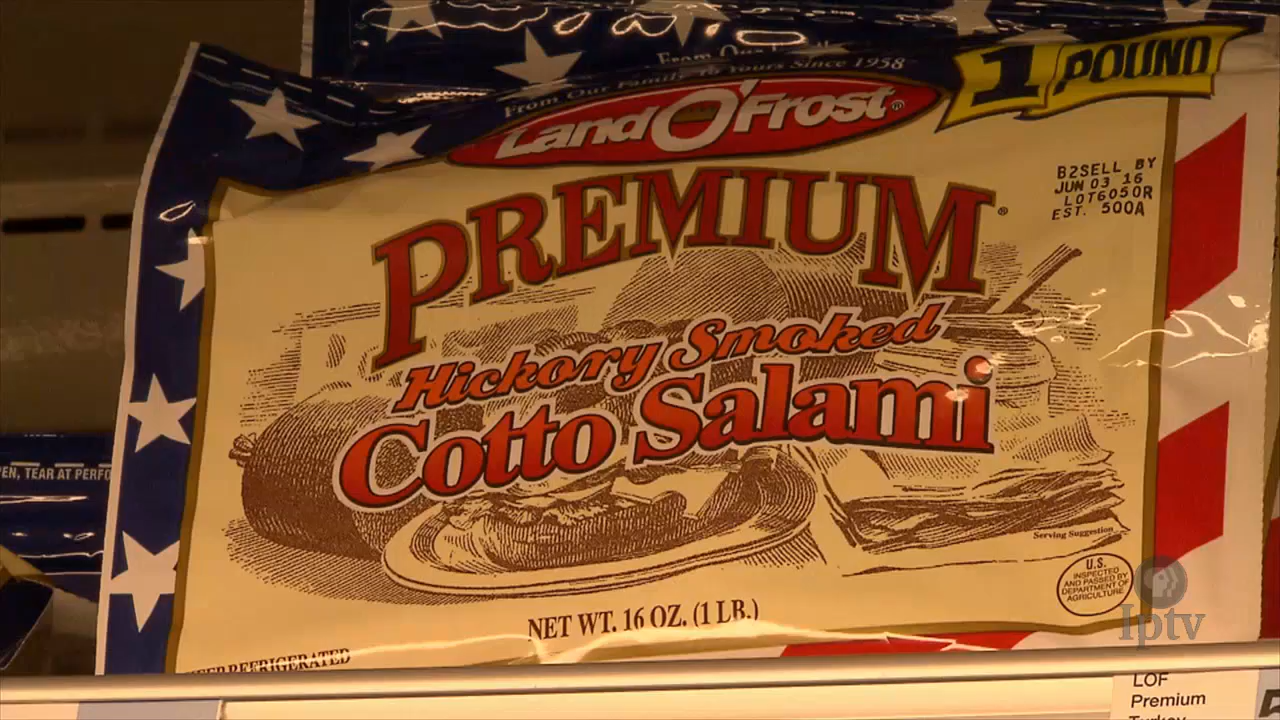 From Our Family To Yours Since 1958
Land O'Frost®
1 POUND
B2SELL BY
JUN 03 16
LOT6050R
EST. 500A
PREMIUM®
Hickory Smoked
Cotto Salami
Serving Suggestion
U.S.
INSPECTED
AND PASSED BY
DEPARTMENT OF
AGRICULTURE
NET WT. 16 OZ. (1 LB.)
REFRIGERATED
EN, TEAR AT PERFO
Iptv
LOF
Premium
Turkey